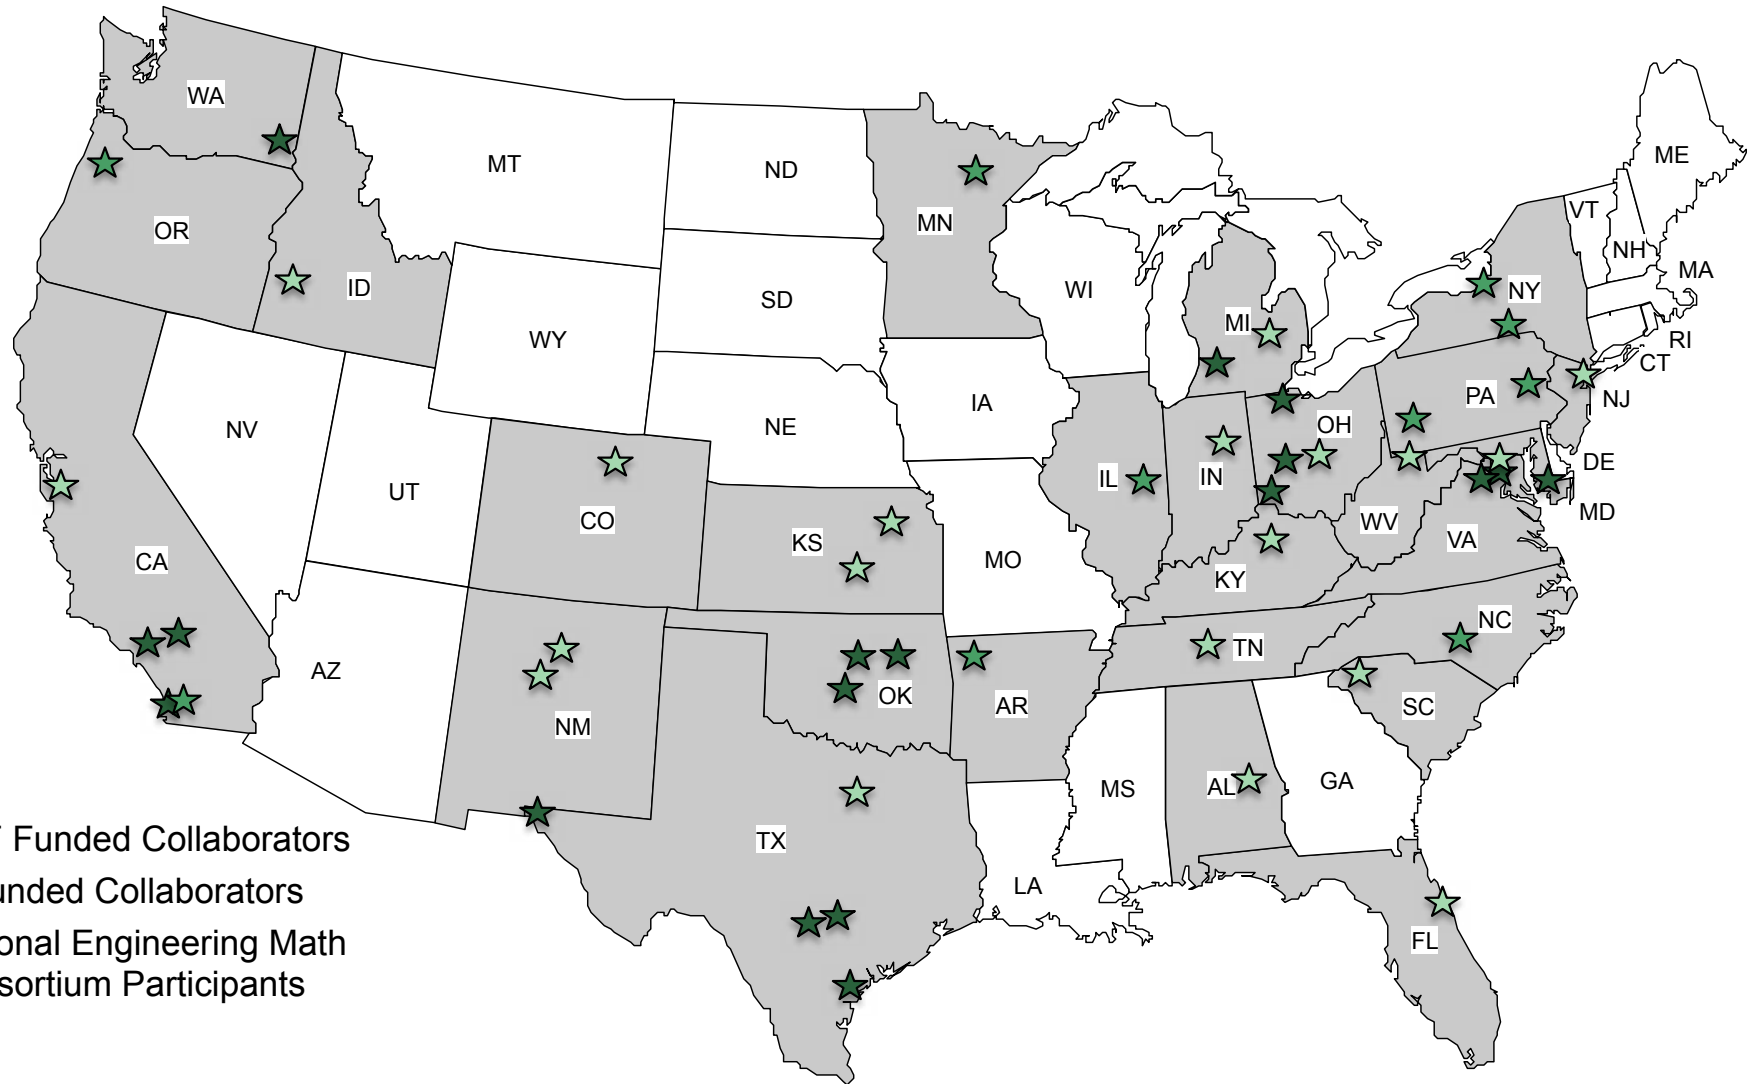 WA
MT
ND
MN
ME
VT
NH
OR
ID
SD
WI
MI
NY
MA
WY
RI
CT
IA
PA
NJ
NV
NE
OH
UT
CO
KS
IL
IN
DE
MD
WV
VA
CA
MO
KY
NC
AZ
NM
OK
AR
TN
SC
TX
MS
AL
GA
LA
FL
Funded Collaborators
unded Collaborators
onal Engineering Math
sortium Participants